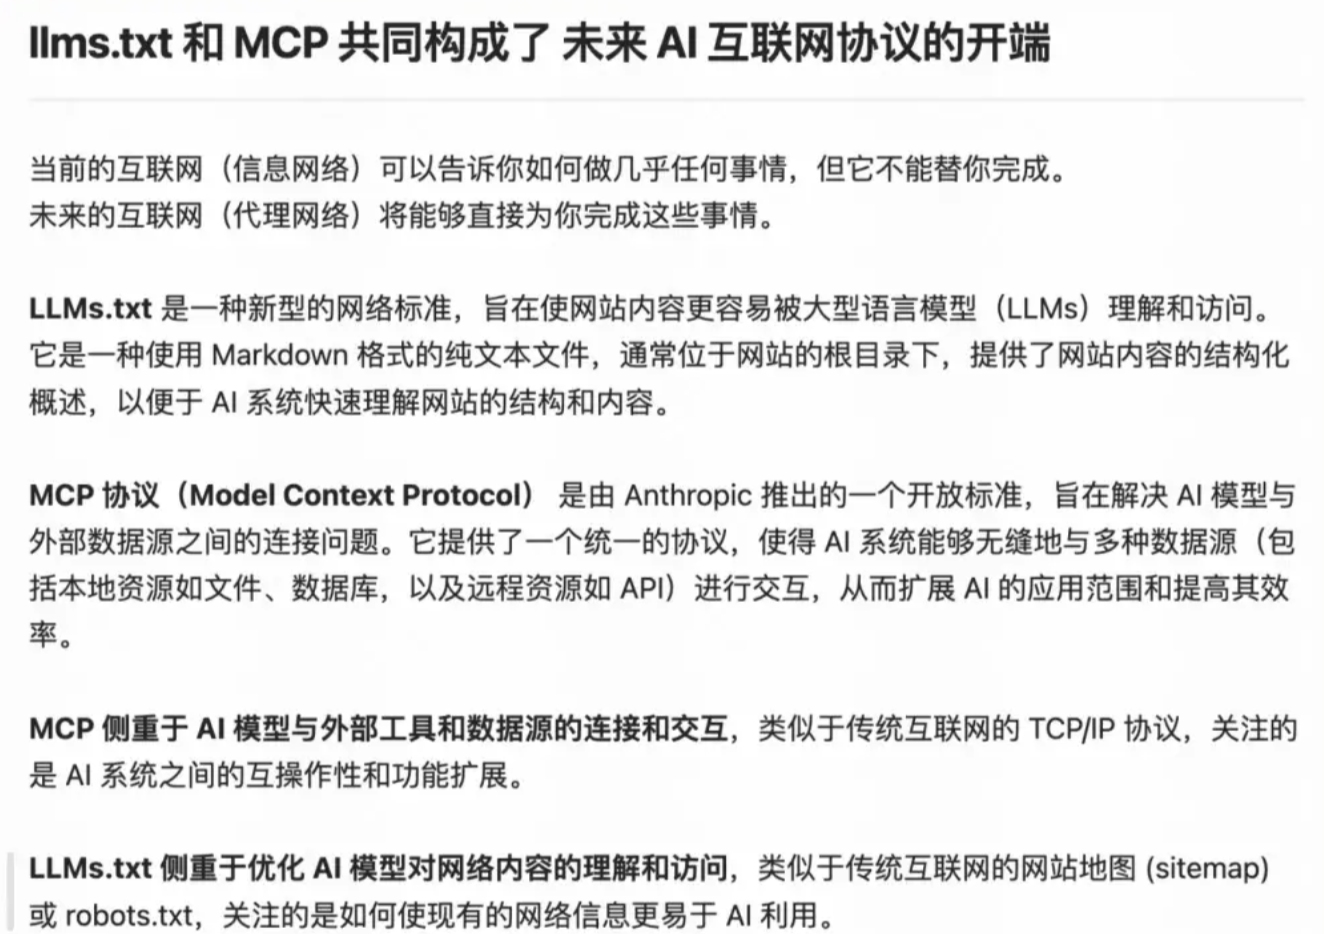 llms.txt 和 MCP 共同构成了 未来 AI 互联网协议的开端
当前的互联网（信息网络）可以告诉你如何做几乎任何事情，但它不能替你完成。
未来的互联网（代理网络）将能够直接为你完成这些事情。
LLMs.txt 是一种新型的网络标准，旨在使网站内容更容易被大型语言模型（LLMs）理解和访问。
它是一种使用 Markdown 格式的纯文本文件，通常位于网站的根目录下，提供了网站内容的结构化
概述，以便于 AI 系统快速理解网站的结构和内容。
MCP 协议（Model Context Protocol） 是由 Anthropic 推出的一个开放标准，旨在解决 AI 模型与
外部数据源之间的连接问题。它提供了一个统一的协议，使得 AI 系统能够无缝地与多种数据源（包
括本地资源如文件、数据库，以及远程资源如 API）进行交互，从而扩展 AI 的应用范围和提高其效
率。
MCP 侧重于 AI 模型与外部工具和数据源的连接和交互，类似于传统互联网的 TCP/IP 协议，关注的
是 AI 系统之间的互操作性和功能扩展。
LLMs.txt 侧重于优化 AI 模型对网络内容的理解和访问，类似于传统互联网的网站地图 (sitemap)
或 robots.txt，关注的是如何使现有的网络信息更易于 AI 利用。